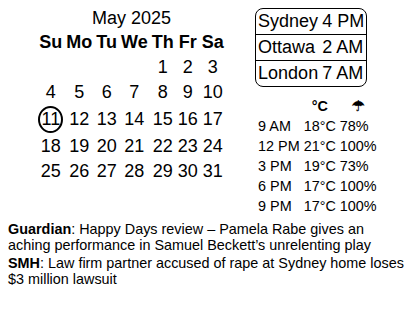 May 2025
Su Mo Tu We Th Fr Sa
1 2 3
4 5 6 7 8 9 10
11 12 13 14 15 16 17
18 19 20 21 22 23 24
25 26 27 28 29 30 31
Sydney 4 PM
Ottawa 2 AM
London 7 AM
°C ☂
9 AM 18°C 78%
12 PM 21°C 100%
3 PM 19°C 73%
6 PM 17°C 100%
9 PM 17°C 100%
Guardian: Happy Days review – Pamela Rabe gives an
aching performance in Samuel Beckett’s unrelenting play
SMH: Law firm partner accused of rape at Sydney home loses
$3 million lawsuit